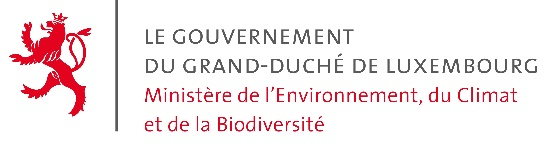 LE GOUVERNEMENT
DU GRAND-DUCHÉ DE LUXEMBOURG
Ministère de l'Environnement, du Climat
et de la Biodiversité